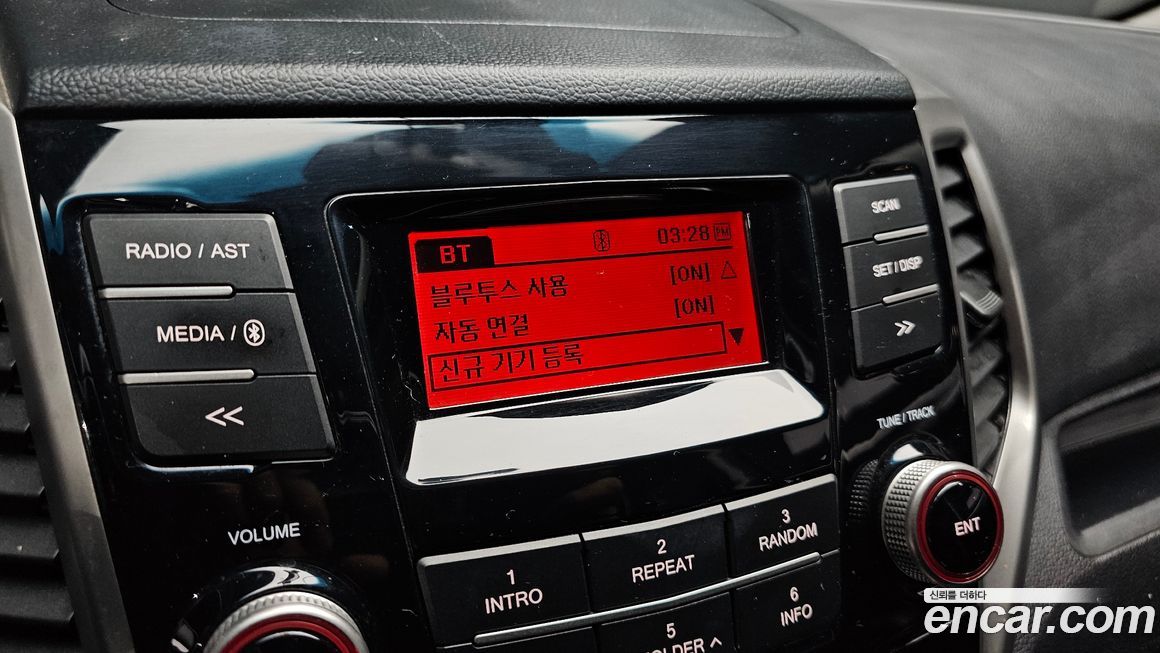 RADIO / AST
MEDIA /
<<
VOLUME
BT 03:28 PM
블루투스 사용 [ON]
자동 연결 [ON]
신규 기기 등록
SCAN
SET / DISP
>>
TUNE / TRACK
ENT
1
INTRO
2
REPEAT
3
RANDOM
5
6
INFO
신뢰를 더하다
encar.com